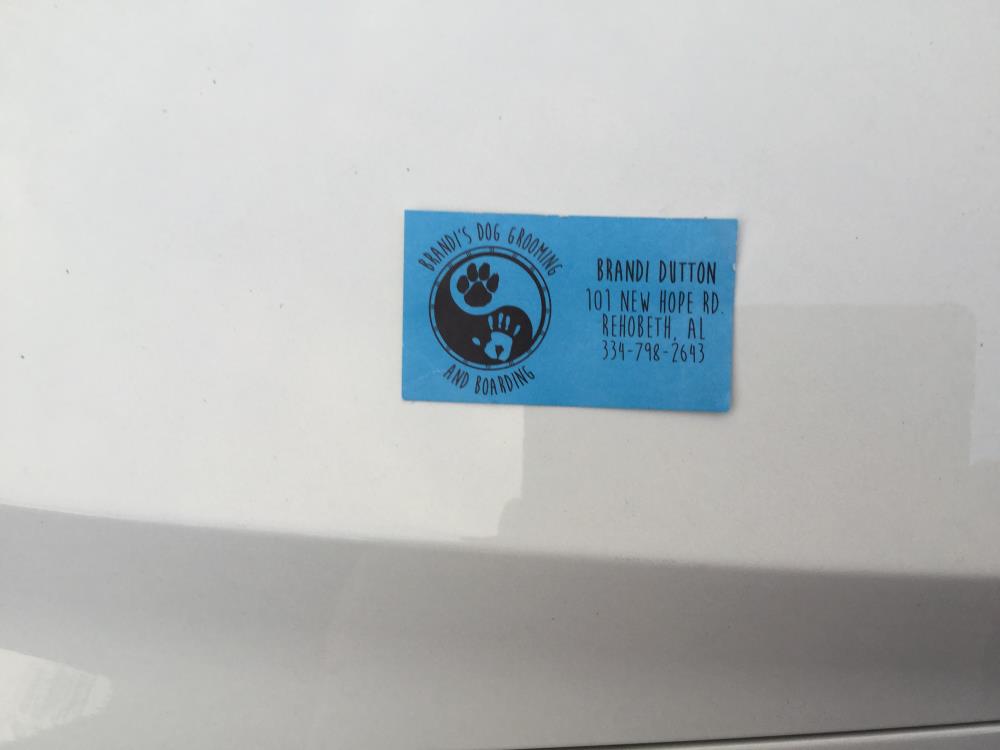 BRANDI'S DOG GROOMING
AND BOARDING
BRANDI DUTTON
101 NEW HOPE RD.
REHOBETH, AL
334-798-2643